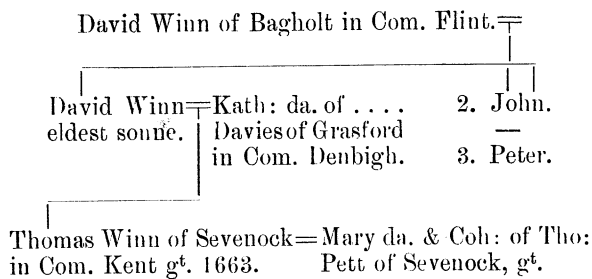 David Winn of Bagholt in Com. Flint.=
David Winn=Kath: da. of . . . .
eldest sonne. Davies of Grasford
in Com. Denbigh.
2. John.
—
3. Peter.
Thomas Winn of Sevenock=Mary da. & Coh: of Tho:
in Com. Kent gt. 1663. Pett of Sevenock, gt.